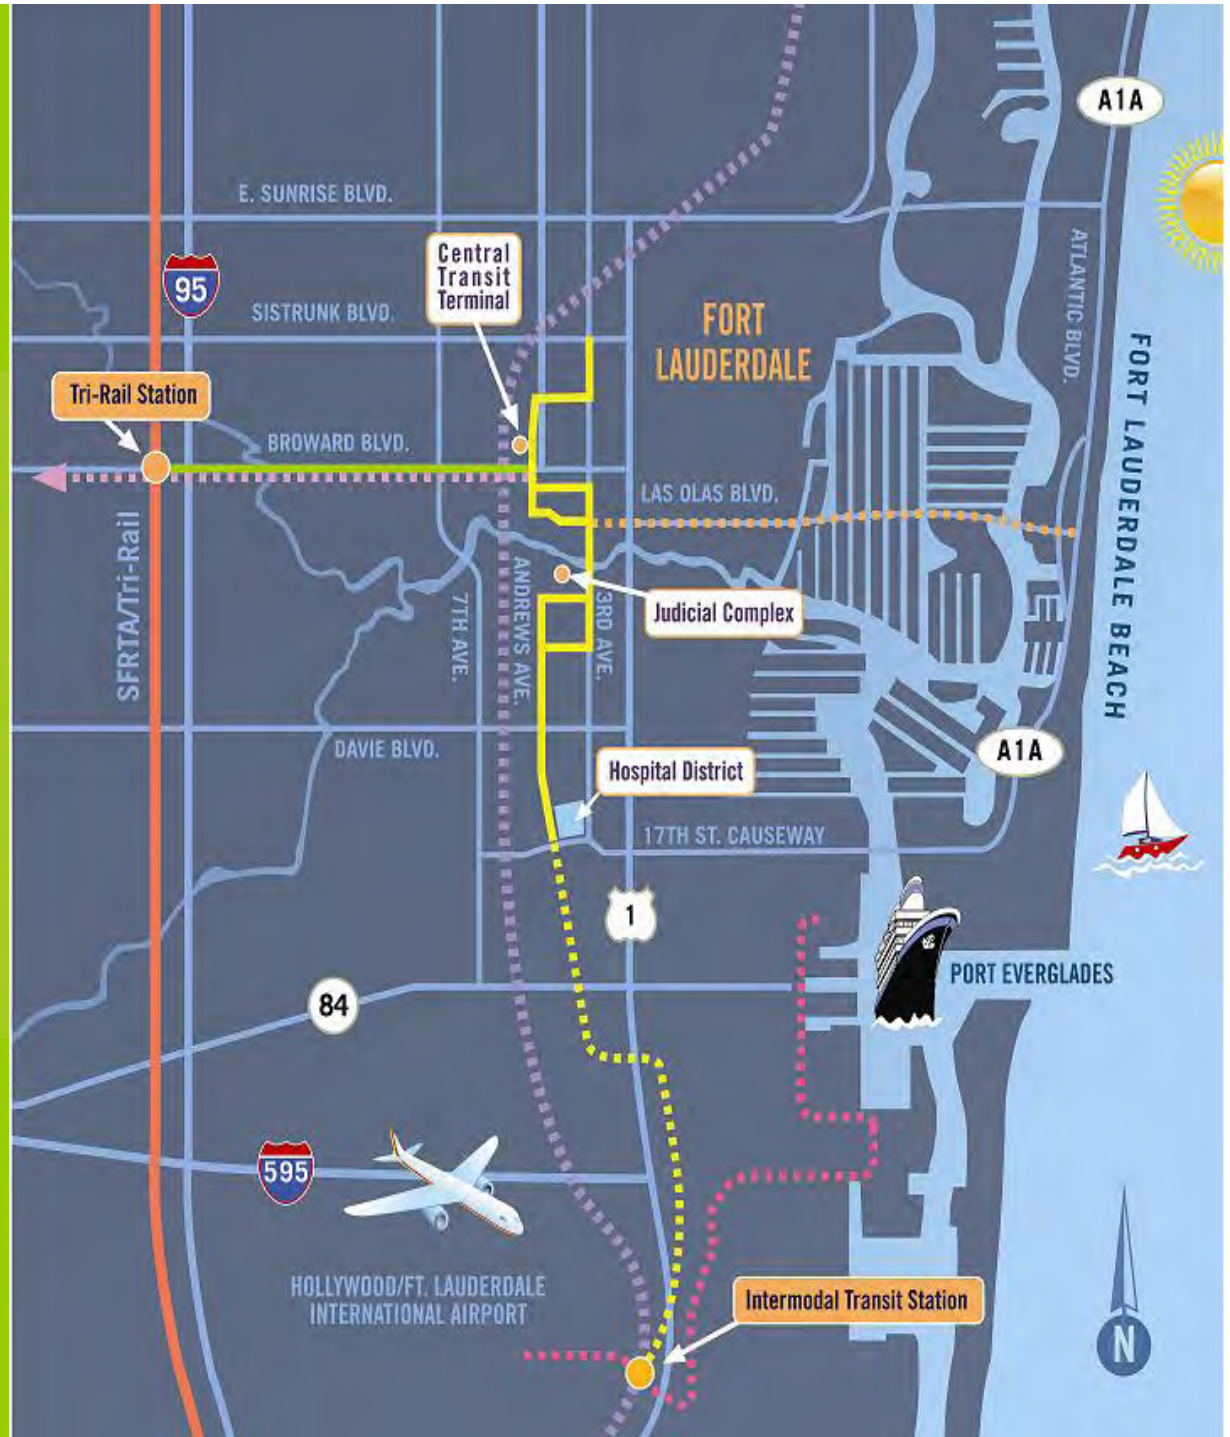 A1A
E. SUNRISE BLVD.
Central
Transit
Terminal
ATLANTIC BLVD.
95
SISTRUNK BLVD.
FORT
LAUDERDALE
FORT LAUDERDALE BEACH
Tri-Rail Station
BROWARD BLVD.
LAS OLAS BLVD.
SFRTA/Tri-Rail
7TH AVE.
ANDREWS AVE.
3RD AVE.
Judicial Complex
DAVIE BLVD.
A1A
Hospital District
17TH ST. CAUSEWAY
1
PORT EVERGLADES
84
595
HOLLYWOOD/FT. LAUDERDALE
INTERNATIONAL AIRPORT
Intermodal Transit Station
N